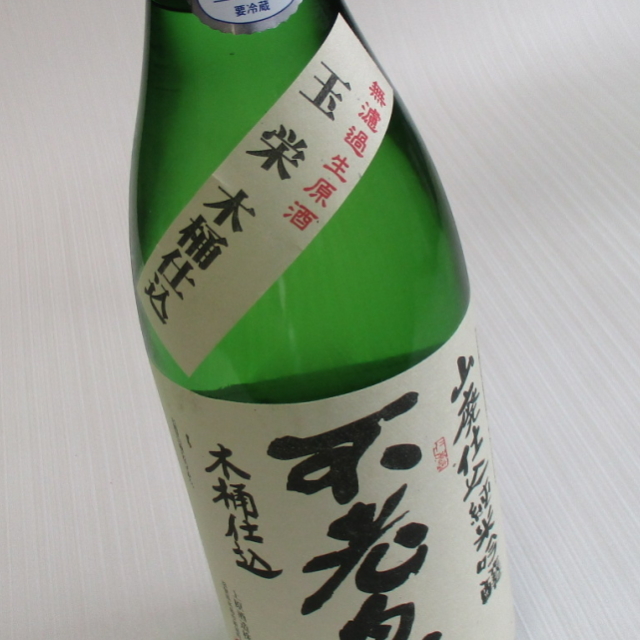 要冷蔵
無濾過生原酒
玉栄 木桶仕込
山廃仕込純米吟醸
不老泉
木桶仕込